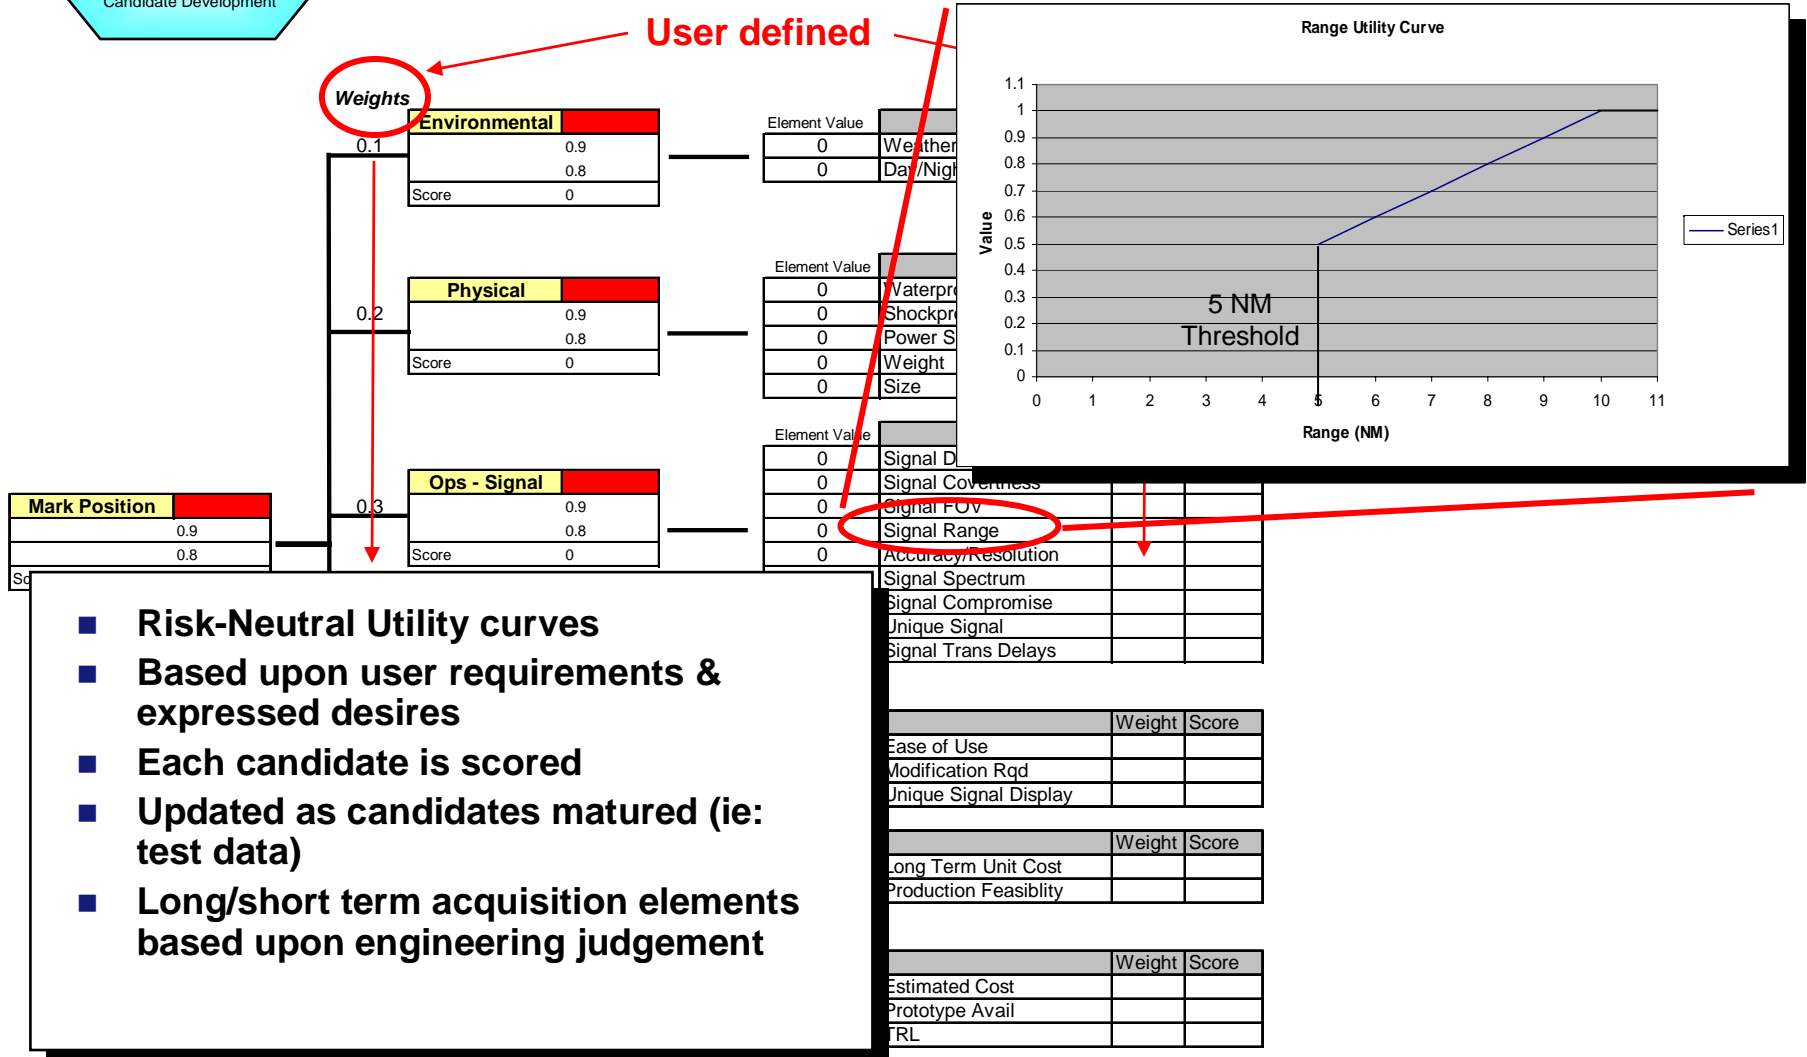 Candidate Development
User defined
Weights
0.1
Environmental
0.9
0.8
Score 0
Element Value
0 Weather
0
0.2
Physical
0.9
0.8
Score 0
Element Value
0
0
0 Power
0 Weight
0 Size
0.3
Ops - Signal
0.9
0.8
Score 0
Element Value
0 Signal
0 Signal Covertness
0 Signal FOV
0 Signal Range
0 Accuracy/Resolution
Signal Spectrum
Signal Compromise
Unique Signal
Signal Trans Delays
Mark Position
0.9
0.8
Weight Score
Ease of Use
Modification Rqd
Unique Signal Display
Weight Score
Long Term Unit Cost
Production Feasiblity
Weight Score
Estimated Cost
Prototype Avail
TRL
Range Utility Curve
Value
1.1
1
0.9
0.8
0.7
0.6
0.5
0.4
0.3
0.2
0.1
0
5 NM
Threshold
0 1 2 3 4 5 6 7 8 9 10 11
Range (NM)
Series1
■ Risk-Neutral Utility curves
■ Based upon user requirements &
expressed desires
■ Each candidate is scored
■ Updated as candidates matured (ie:
test data)
■ Long/short term acquisition elements
based upon engineering judgement